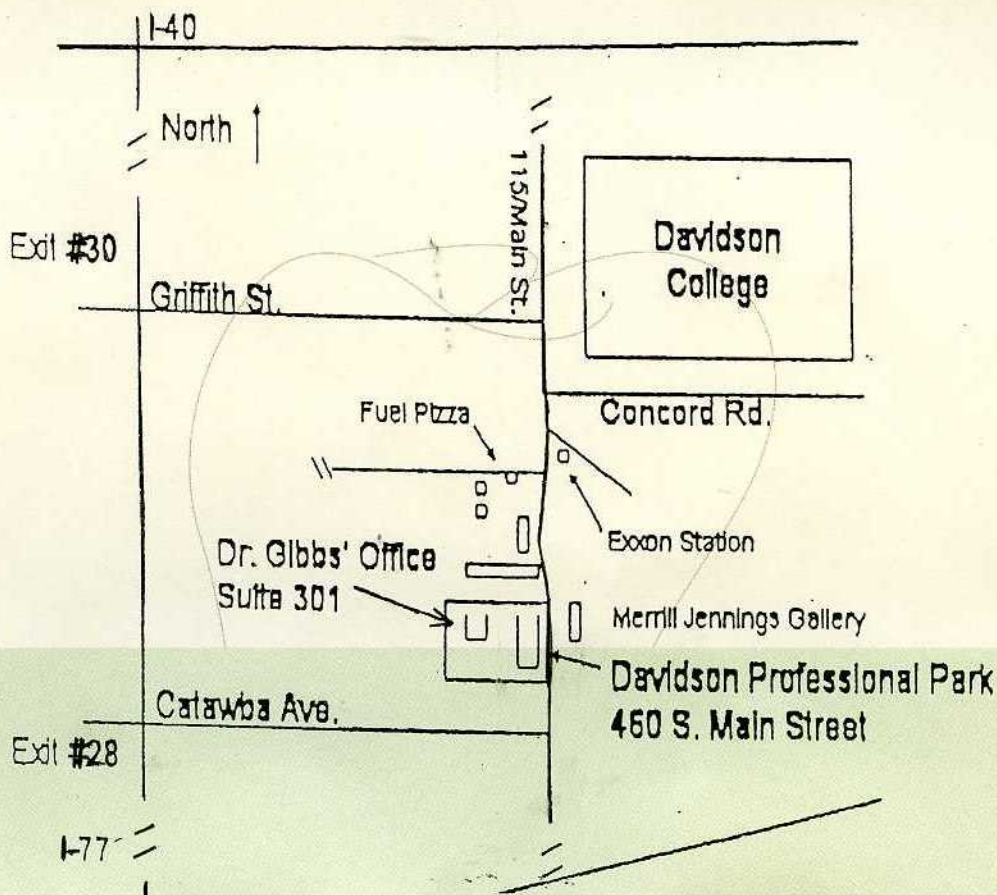 I-40
North
115/Main St.
Davidson
College
Exit #30
Griffith St.
Concord Rd.
Fuel Pizza
Exxon Station
Dr. Gibbs' Office
Suite 301
Merrill Jennings Gallery
Davidson Professional Park
460 S. Main Street
Catawba Ave.
Exit #28
I-77